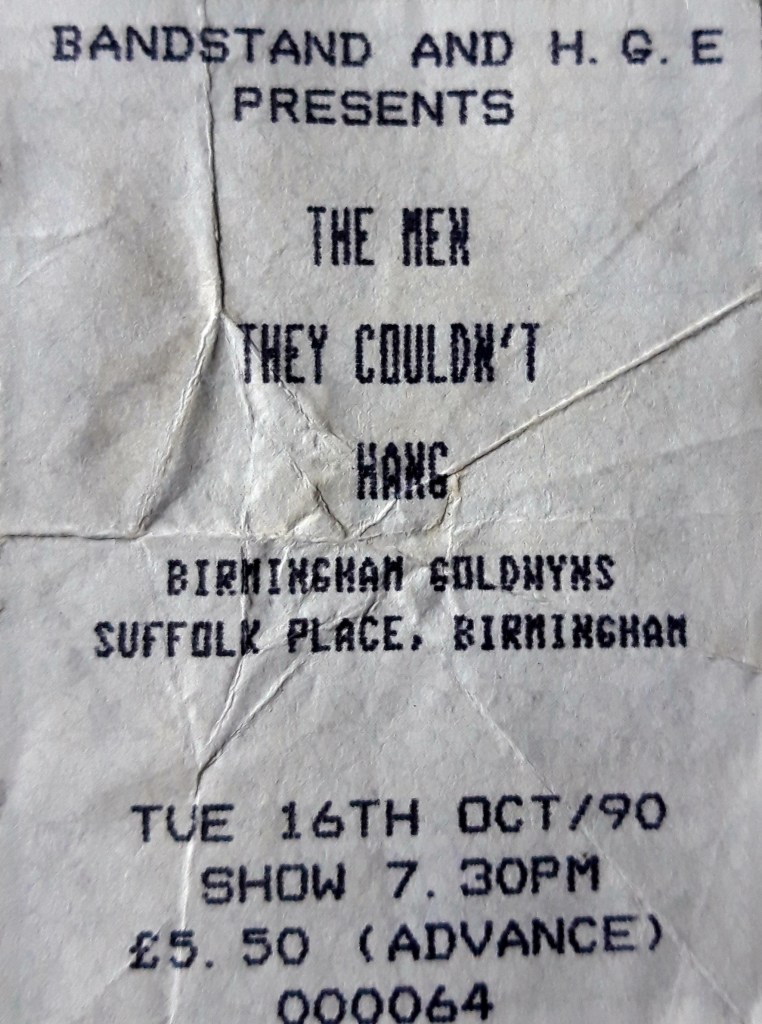 BANDSTAND AND H. G. E
PRESENTS
THE MEN
THEY COULDN'T
HANG
BIRMINGHAM GOLDWYNS
SUFFOLK PLACE, BIRMINGHAM
TUE 16TH OCT/90
SHOW 7. 30PM
£5. 50 (ADVANCE)
000064